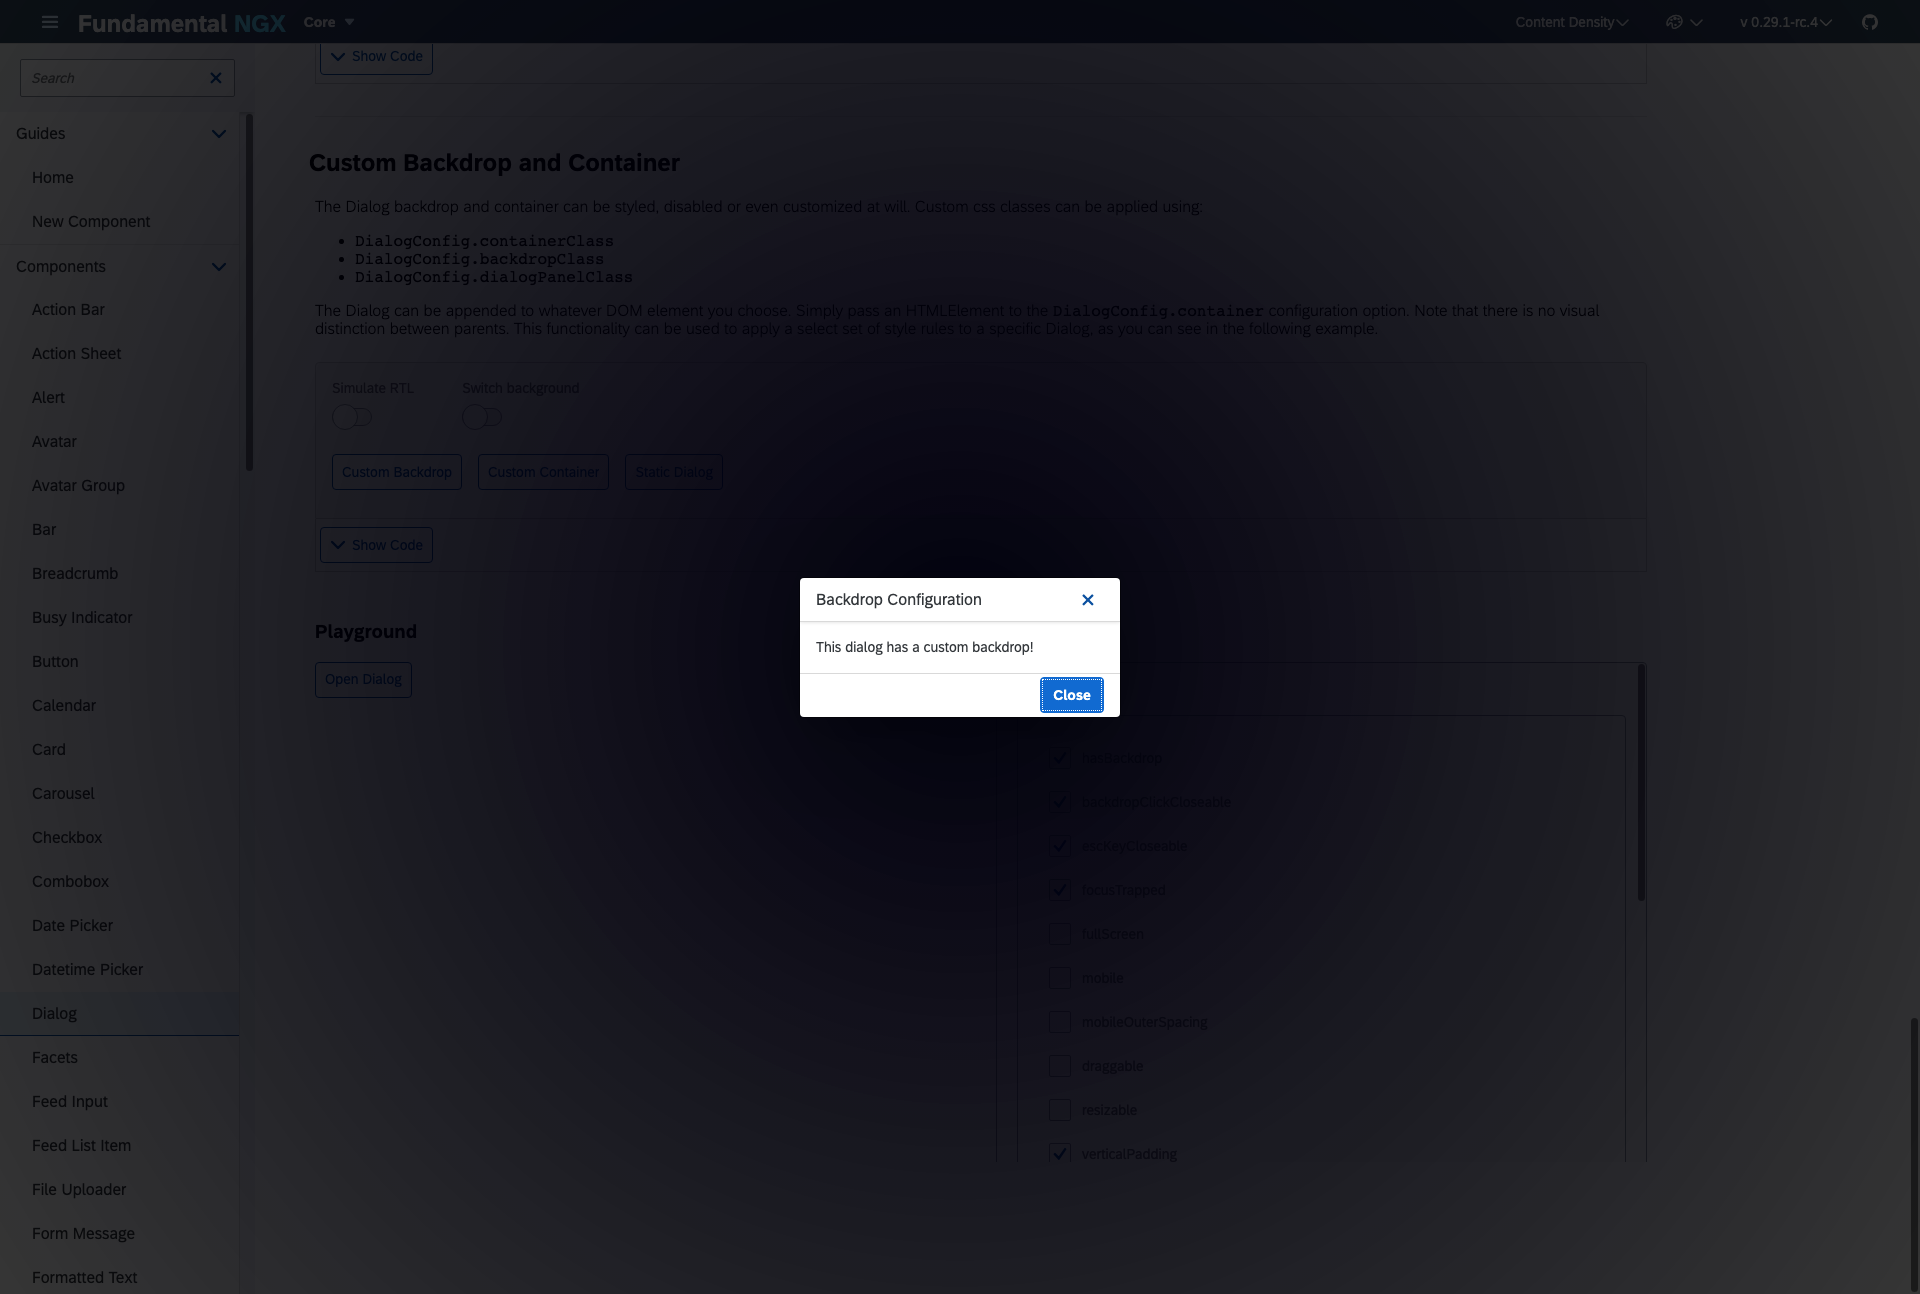 Fundamental NGX
Core
Content Density
v 0.29.1-rc.4
Search
Guides
Home
New Component
Components
Action Bar
Action Sheet
Alert
Avatar
Avatar Group
Bar
Breadcrumb
Busy Indicator
Button
Calendar
Card
Carousel
Checkbox
Combobox
Date Picker
Datetime Picker
Dialog
Facets
Feed Input
Feed List Item
File Uploader
Form Message
Formatted Text
Show Code
Custom Backdrop and Container
The Dialog backdrop and container can be styled, disabled or even customized at will. Custom css classes can be applied using:
DialogConfig.containerClass
DialogConfig.backdropClass
DialogConfig.dialogPanelClass
The Dialog can be appended to whatever DOM element you choose. Simply pass an HTMLElement to the DialogConfig.container configuration option. Note that there is no visual
distinction between parents. This functionality can be used to apply a select set of style rules to a specific Dialog, as you can see in the following example.
Simulate RTL
Switch background
Custom Backdrop
Custom Container
Static Dialog
Show Code
Playground
Open Dialog
Backdrop Configuration
This dialog has a custom backdrop!
Close
hasBackdrop
backdropClickCloseable
escKeyCloseable
focusTrapped
fullScreen
mobile
mobileOuterSpacing
draggable
resizable
verticalPadding